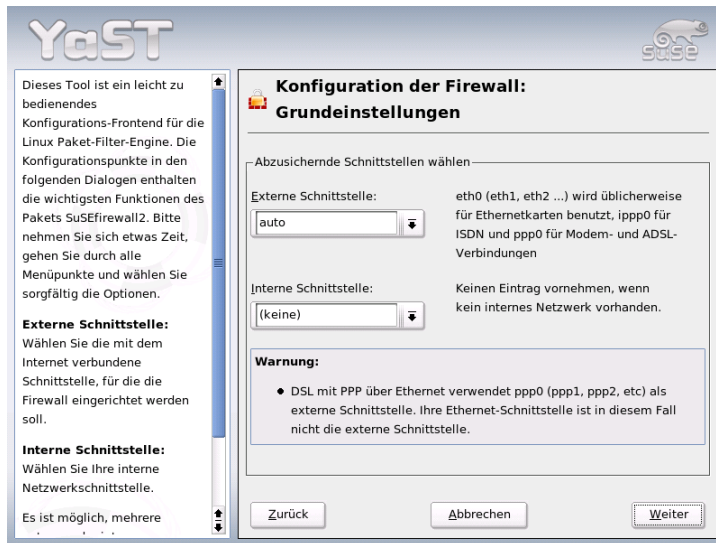 YaST
SUSE
Dieses Tool ist ein leicht zu
bedienendes
Konfigurations-Frontend für die
Linux Paket-Filter-Engine. Die
Konfigurationspunkte in den
folgenden Dialogen enthalten
die wichtigsten Funktionen des
Pakets SuSEfirewall2. Bitte
nehmen Sie sich etwas Zeit,
gehen Sie durch alle
Menüpunkte und wählen Sie
sorgfältig die Optionen.
Externe Schnittstelle:
Wählen Sie die mit dem
Internet verbundene
Schnittstelle, für die die
Firewall eingerichtet werden
soll.
Interne Schnittstelle:
Wählen Sie Ihre interne
Netzwerkschnittstelle.
Es ist möglich, mehrere
Konfiguration der Firewall:
Grundeinstellungen
Abzusichernde Schnittstellen wählen
Externe Schnittstelle:
auto
eth0 (eth1, eth2 ...) wird üblicherweise
für Ethernetkarten benutzt, ippp0 für
ISDN und ppp0 für Modem- und ADSL-
Verbindungen
Interne Schnittstelle:
(keine)
Keinen Eintrag vornehmen, wenn
kein internes Netzwerk vorhanden.
Warnung:
• DSL mit PPP über Ethernet verwendet ppp0 (ppp1, ppp2, etc) als
externe Schnittstelle. Ihre Ethernet-Schnittstelle ist in diesem Fall
nicht die externe Schnittstelle.
Zurück
Abbrechen
Weiter